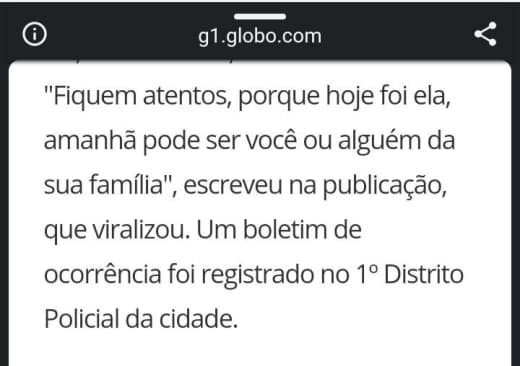 g1.globo.com
"Fiquem atentos, porque hoje foi ela,
amanhã pode ser você ou alguém da
sua família", escreveu na publicação,
que viralizou. Um boletim de
ocorrência foi registrado no 1º Distrito
Policial da cidade.